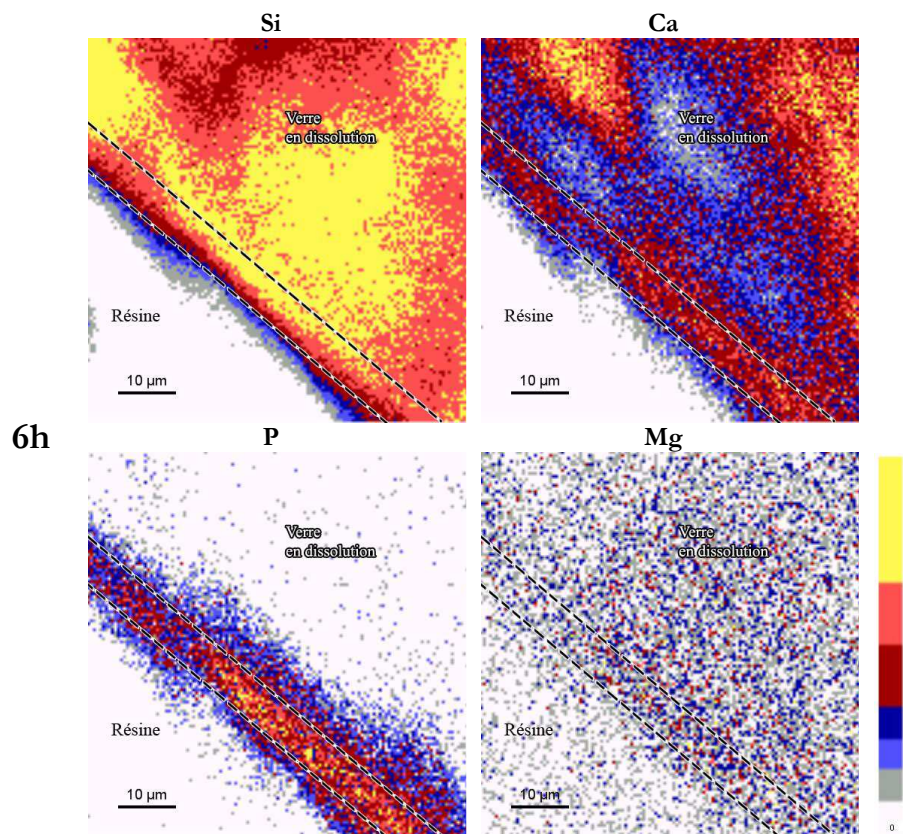 Si
Ca
Verre
en dissolution
Verre
en dissolution
Résine
Résine
10 µm
10 µm
6h
P
Mg
Verre
en dissolution
Verre
en dissolution
Résine
Résine
10 µm
10 µm
0